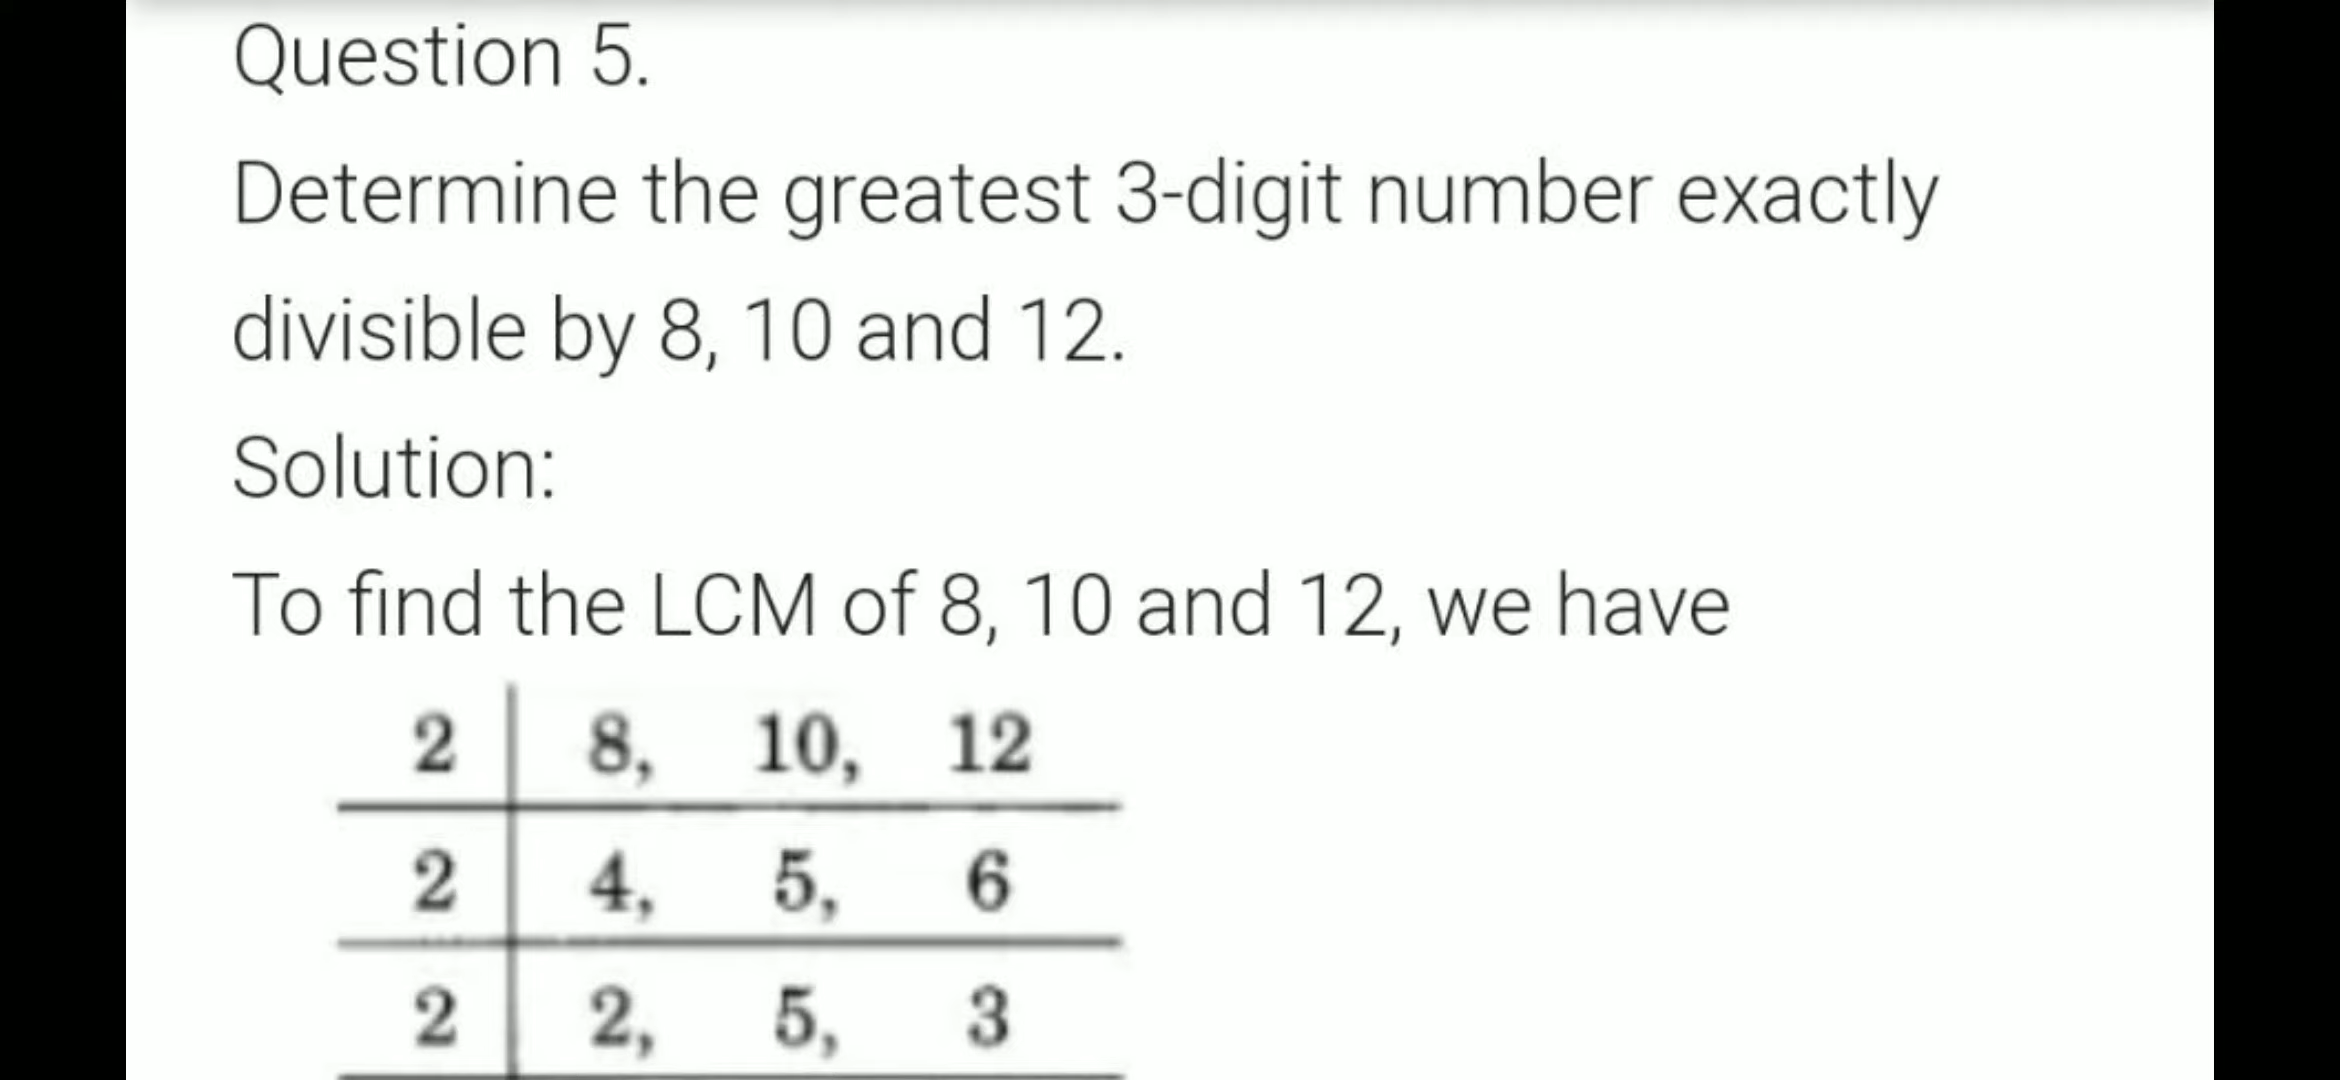 Question 5.
Determine the greatest 3-digit number exactly
divisible by 8, 10 and 12.
Solution:
To find the LCM of 8, 10 and 12, we have
2 8, 10, 12
2 4, 5, 6
2 2, 5, 3